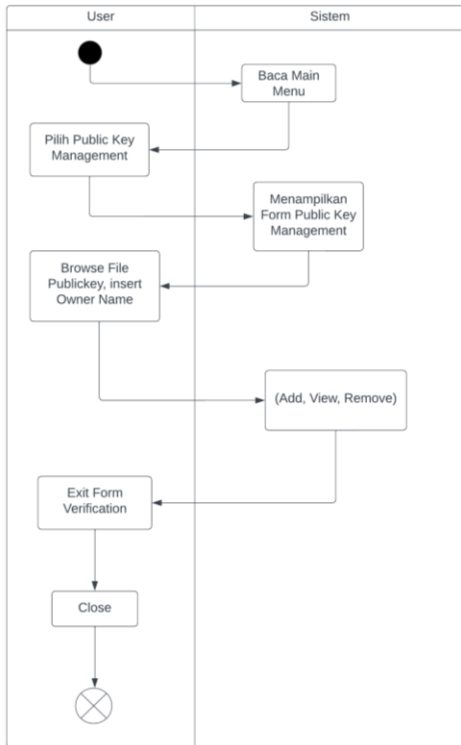 User
Sistem
Baca Main
Menu
Pilih Public Key
Management
Menampilkan
Form Public Key
Management
Browse File
Publickey, insert
Owner Name
(Add, View, Remove)
Exit Form
Verification
Close